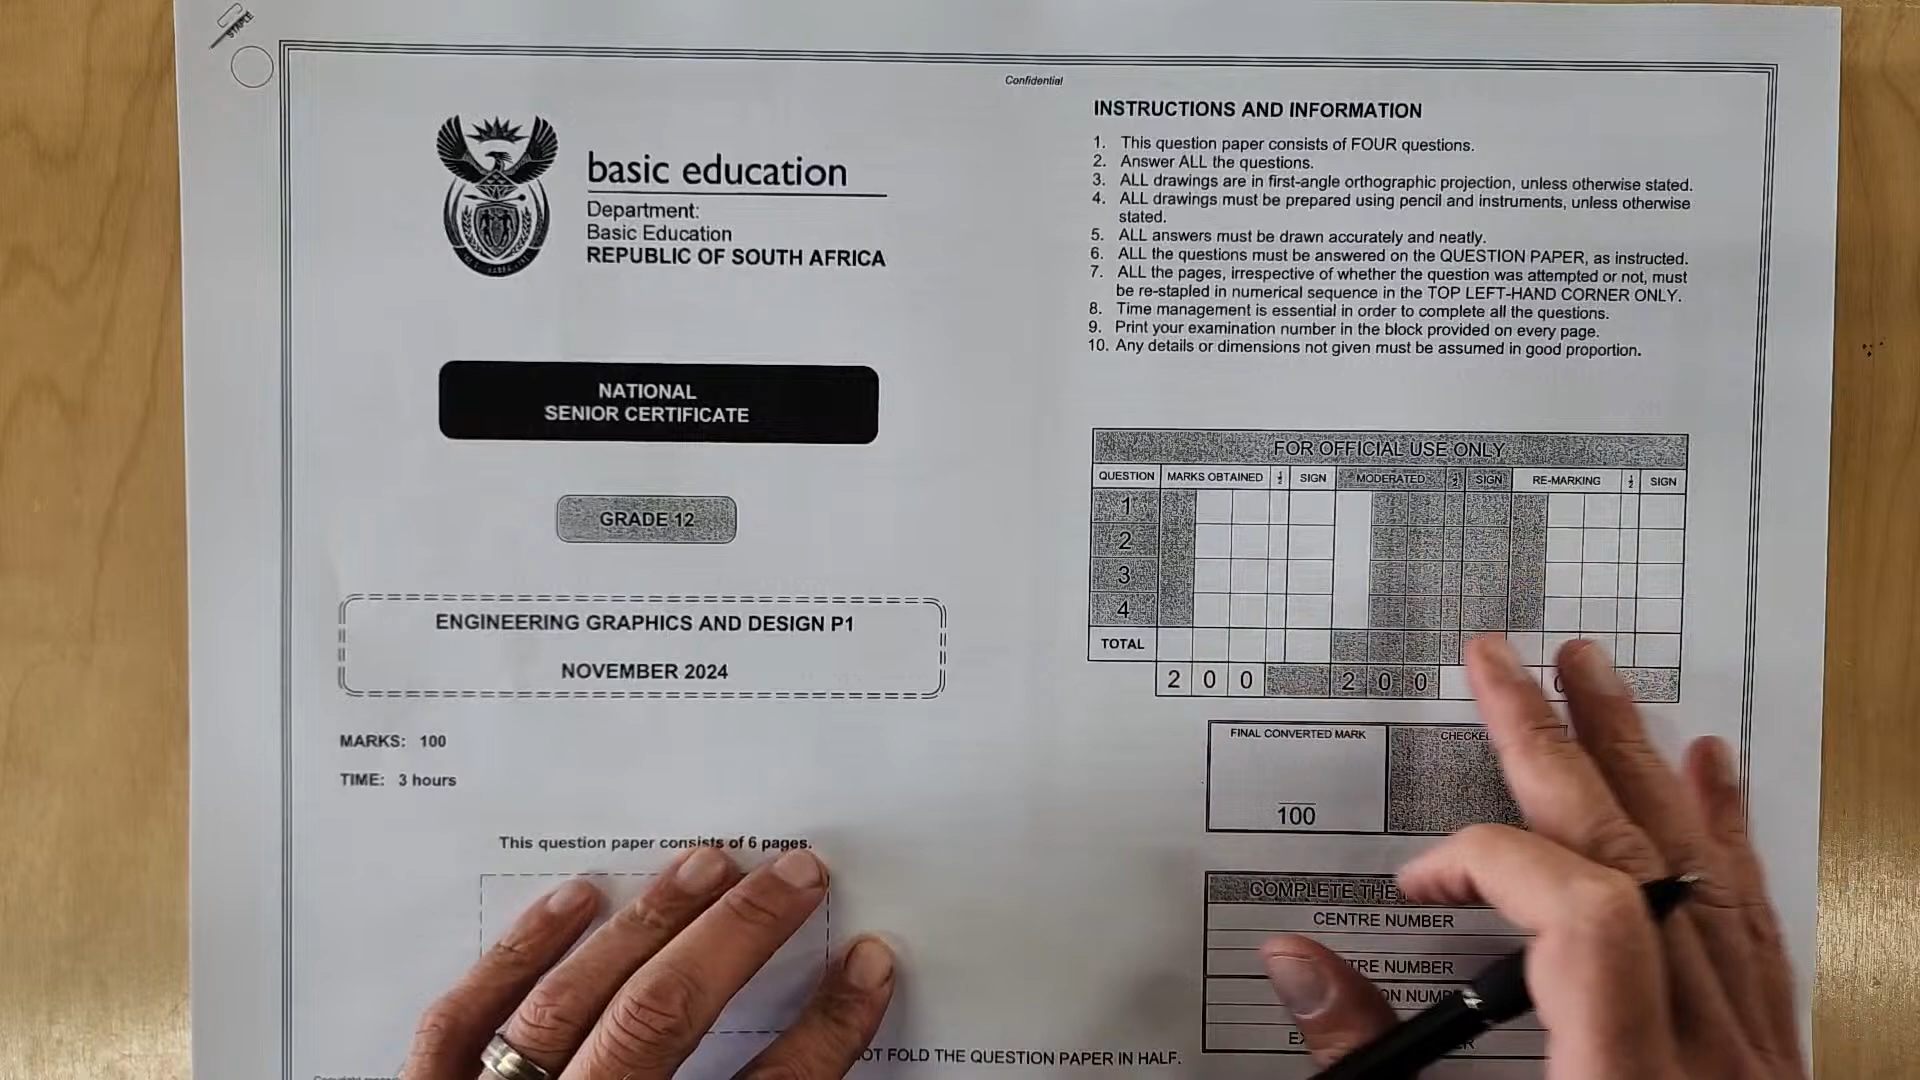 STAPLE
Confidential
basic education
Department:
Basic Education
REPUBLIC OF SOUTH AFRICA
NATIONAL
SENIOR CERTIFICATE
GRADE 12
ENGINEERING GRAPHICS AND DESIGN P1
NOVEMBER 2024
MARKS: 100
TIME: 3 hours
This question paper consists of 6 pages.
INSTRUCTIONS AND INFORMATION
1. This question paper consists of FOUR questions.
2. Answer ALL the questions.
3. ALL drawings are in first-angle orthographic projection, unless otherwise stated.
4. ALL drawings must be prepared using pencil and instruments, unless otherwise
stated.
5. ALL answers must be drawn accurately and neatly.
6. ALL the questions must be answered on the QUESTION PAPER, as instructed.
7. ALL the pages, irrespective of whether the question was attempted or not, must
be re-stapled in numerical sequence in the TOP LEFT-HAND CORNER ONLY.
8. Time management is essential in order to complete all the questions.
9. Print your examination number in the block provided on every page.
10. Any details or dimensions not given must be assumed in good proportion.
FOR OFFICIAL USE ONLY
QUESTION MARKS OBTAINED ½ SIGN MODERATED ½ SIGN RE-MARKING ½ SIGN
1
2
3
4
TOTAL
2 0 0 2 0 0 0
FINAL CONVERTED MARK
100
COMPLETE THE
CENTRE NUMBER
NUMBER
FOLD THE QUESTION PAPER IN HALF.